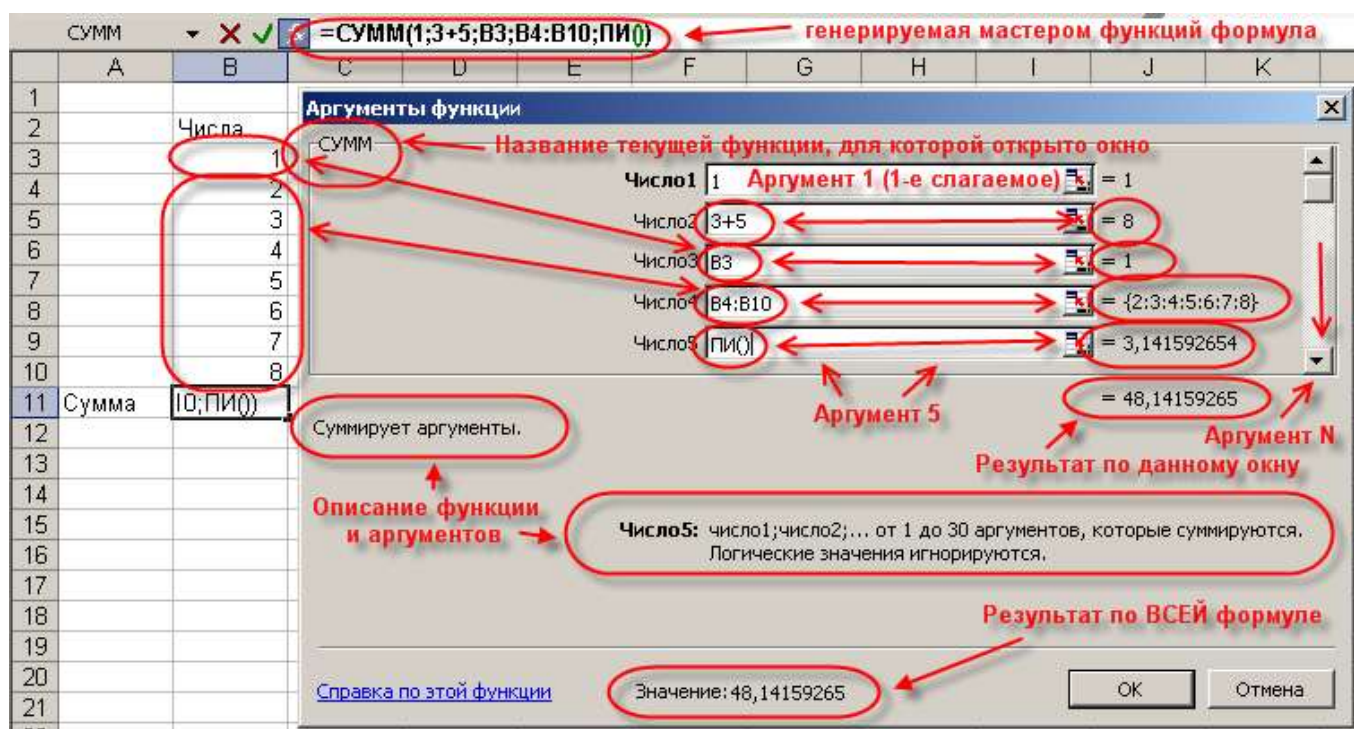 СУММ =СУММ(1;3+5;B3;B4:B10;ПИ()) генерируемая мастером функций формула
A B C D E F G H I J K
1
Аргументы функции
2 Числа
СУММ Название текущей функции, для которой открыто окно
3 1
Число1 1 Аргумент 1 (1-е слагаемое) = 1
4 2
5 3 Число2 3+5 = 8
6 4 Число3 B3 = 1
7 5
8 6 Число4 B4:B10 = {2:3:4:5:6:7:8}
9 7 Число5 ПИ() = 3,141592654
10 8
11 Сумма 10;ПИ()) Аргумент 5 = 48,14159265
12 Суммирует аргументы. Аргумент N
13 Результат по данному окну
14 Описание функции
15 и аргументов Число5: число1;число2;... от 1 до 30 аргументов, которые суммируются.
16 Логические значения игнорируются.
17
18 Результат по ВСЕЙ формуле
19
20 Справка по этой функции Значение: 48,14159265 ОК Отмена
21